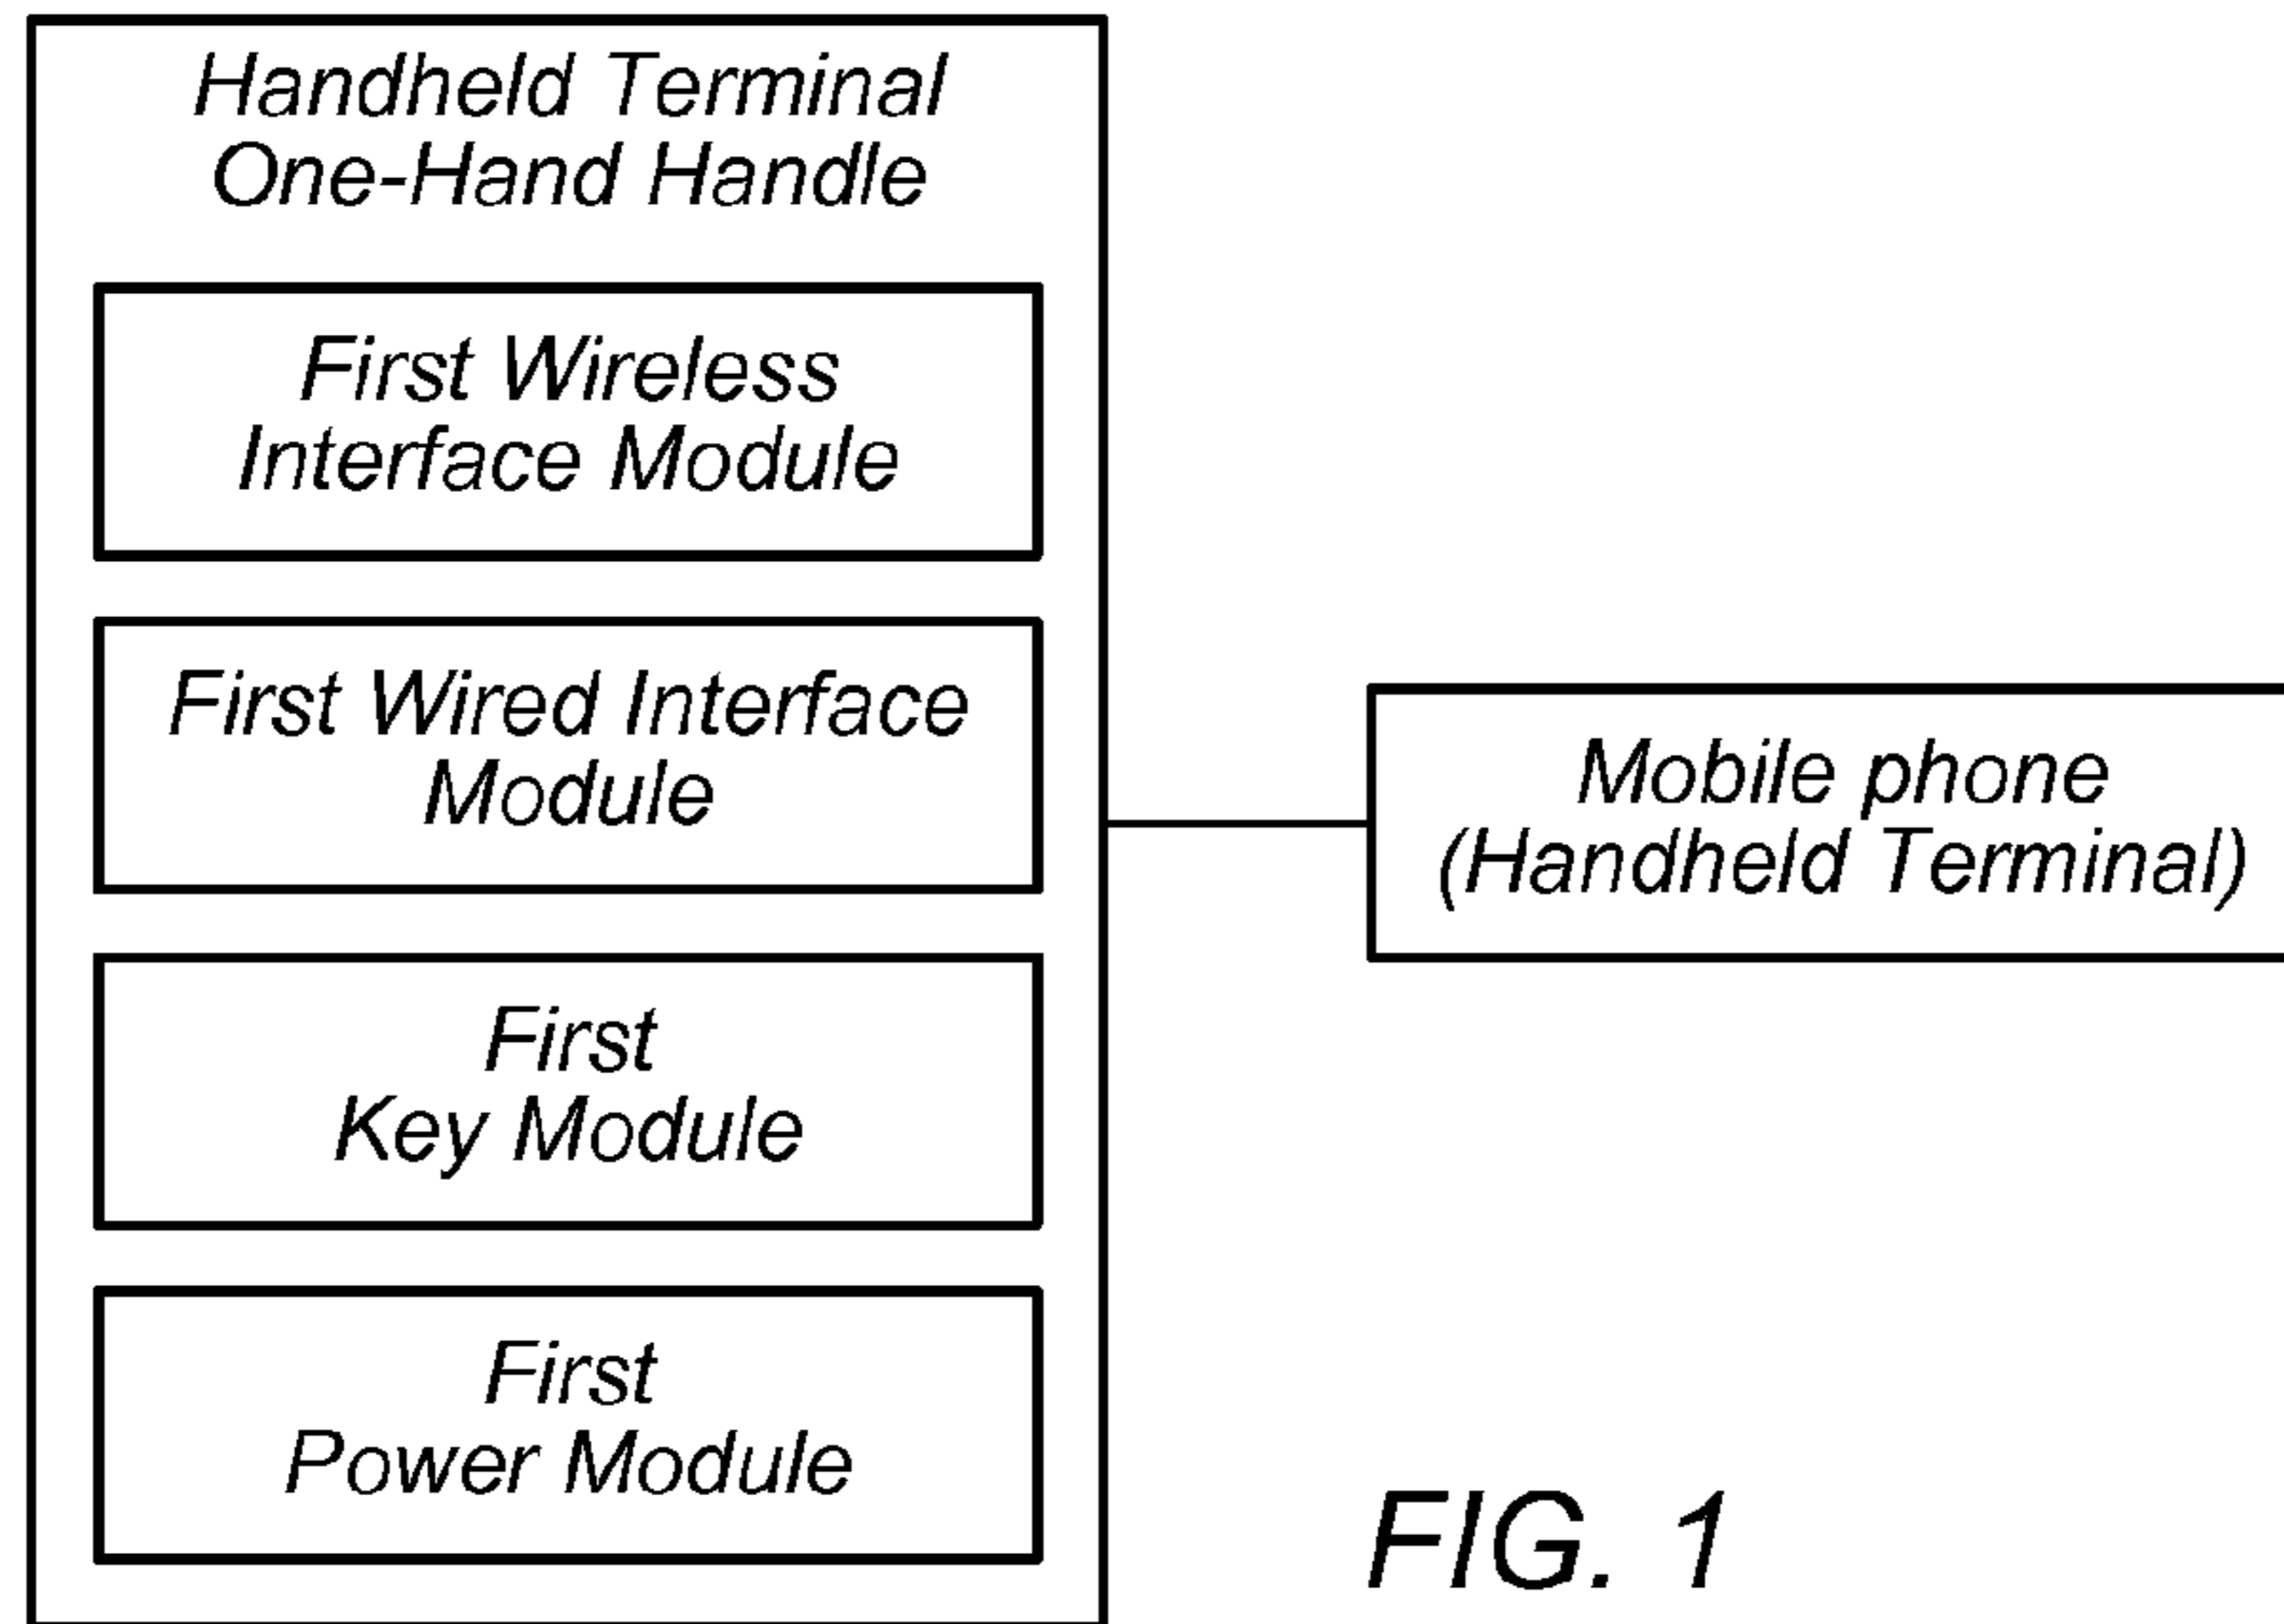 Handheld Terminal
One-Hand Handle
First Wireless
Interface Module
First Wired Interface
Module
First
Key Module
First
Power Module
Mobile phone
(Handheld Terminal)
FIG. 1